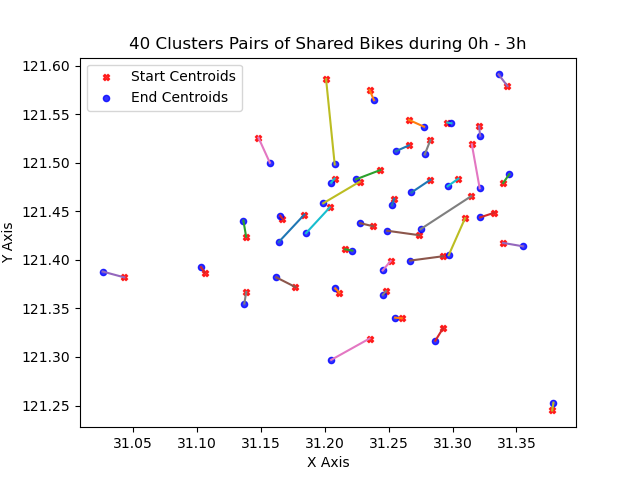 40 Clusters Pairs of Shared Bikes during 0h - 3h
Start Centroids
End Centroids
121.60
121.55
121.50
121.45
121.40
121.35
121.30
121.25
Y Axis
31.05 31.10 31.15 31.20 31.25 31.30 31.35
X Axis